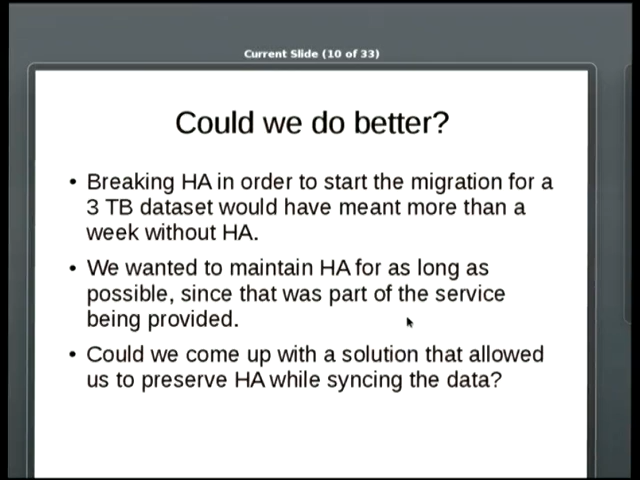 Current Slide (10 of 33)
Could we do better?
• Breaking HA in order to start the migration for a
3 TB dataset would have meant more than a
week without HA.
• We wanted to maintain HA for as long as
possible, since that was part of the service
being provided.
• Could we come up with a solution that allowed
us to preserve HA while syncing the data?